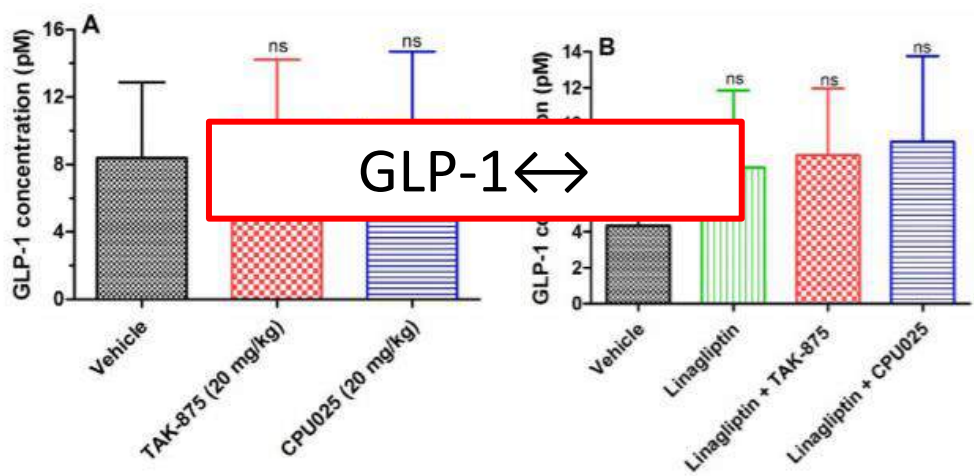 A
B
GLP-1 concentration (pM)
16
12
8
4
0
ns
ns
Vehicle
TAK-875 (20 mg/kg)
CPU025 (20 mg/kg)
GLP-1↔
14
12
4
2
0
ns
ns
ns
Vehicle
Linagliptin
Linagliptin + TAK-875
Linagliptin + CPU025